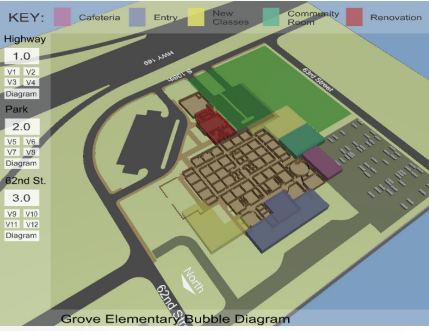 KEY: Cafeteria Entry New Classes Community Room Renovation
Highway
1.0
V1 V2
V3 V4
Diagram
Park
2.0
V5 V6
V7 V8
Diagram
62nd St.
3.0
V9 V10
V11 V12
Diagram
HWY 169
63rd Street
North
62nd St
Grove Elementary Bubble Diagram